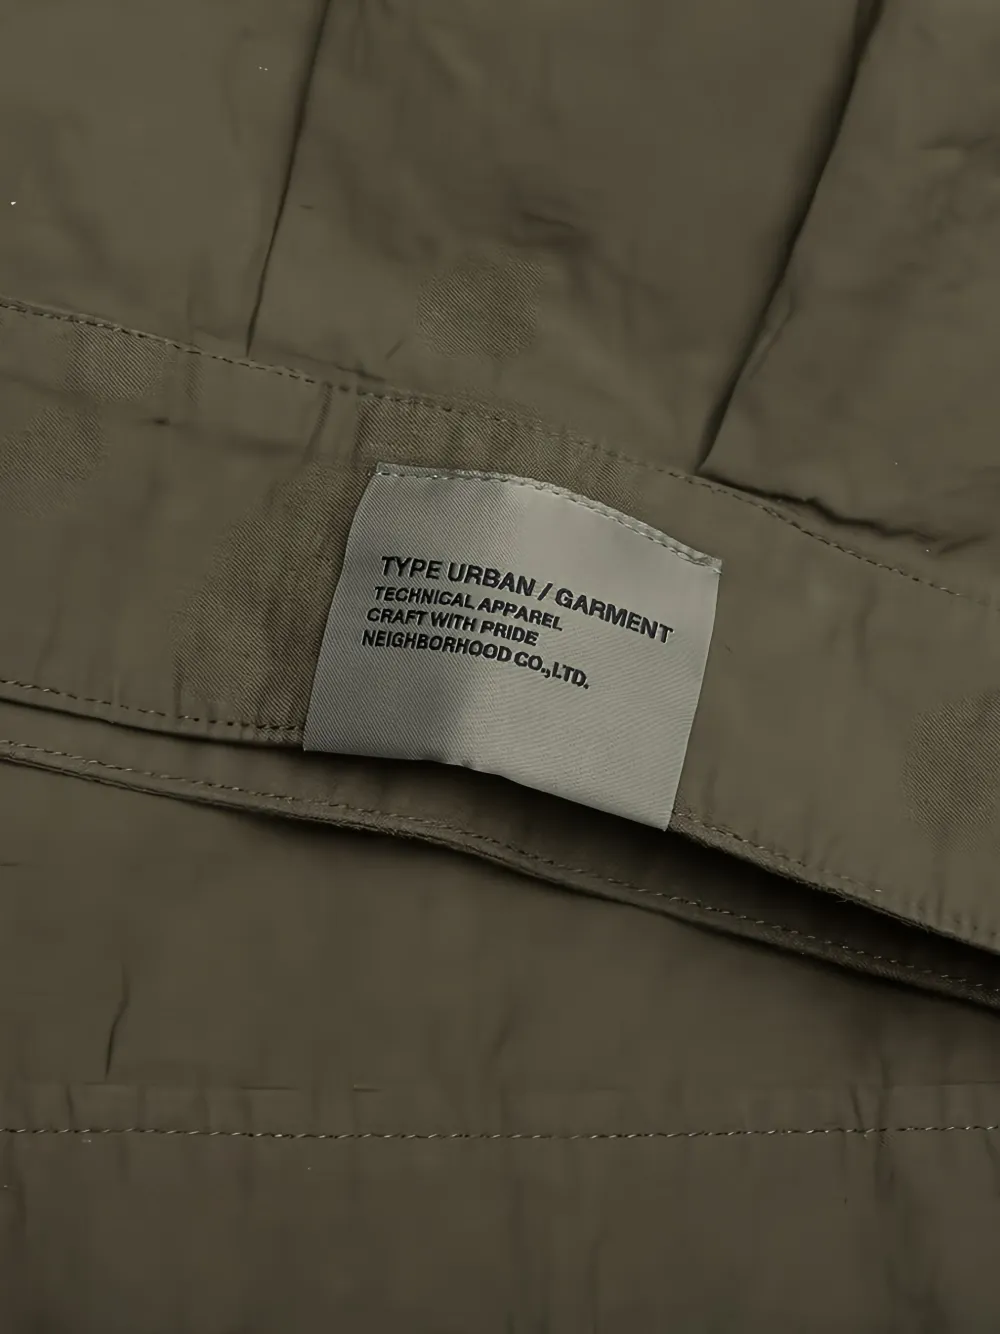 TYPE URBAN / GARMENT
TECHNICAL APPAREL
CRAFT WITH PRIDE
NEIGHBORHOOD CO.,LTD.